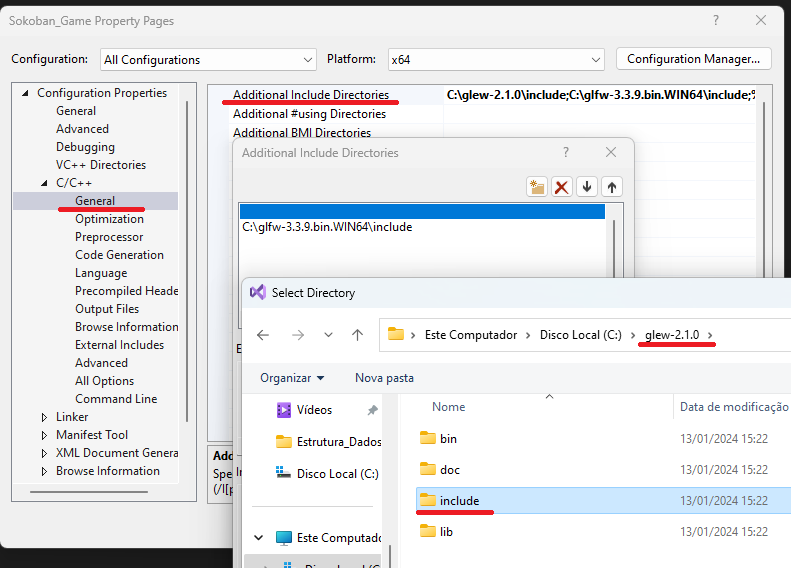 Sokoban_Game Property Pages
Configuration: All Configurations Platform: x64 Configuration Manager...
Configuration Properties
General
Advanced
Debugging
VC++ Directories
C/C++
General
Optimization
Preprocessor
Code Generation
Language
Precompiled Heade
Output Files
Browse Information
External Includes
Advanced
All Options
Command Line
Linker
Manifest Tool
XML Document Genera
Browse Information
Additional Include Directories C:\glew-2.1.0\include;C:\glfw-3.3.9.bin.WIN64\include;%
Additional #using Directories
Additional BMI Directories
Add
Spe
(/I[p
Additional Include Directories
C:\glfw-3.3.9.bin.WIN64\include
Select Directory
Este Computador Disco Local (C:) glew-2.1.0
Organizar Nova pasta
Vídeos
Estrutura_Dados
Disco Local (C:)
Este Computado
Nome Data de modificação
bin 13/01/2024 15:22
doc 13/01/2024 15:22
include 13/01/2024 15:22
lib 13/01/2024 15:22